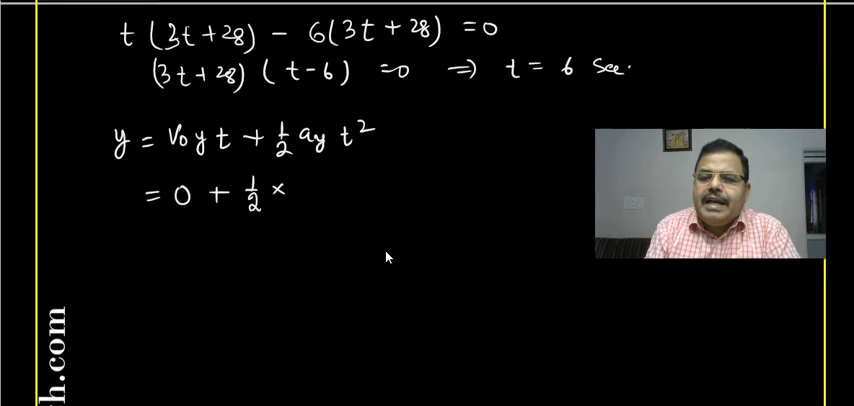 t (3t+28) - 6(3t+28) =0
(3t+28) (t-6) =0 ⇒ t = 6 Sec.
y = V₀y t + ½ ay t²
= 0 + ½ ×
h.com